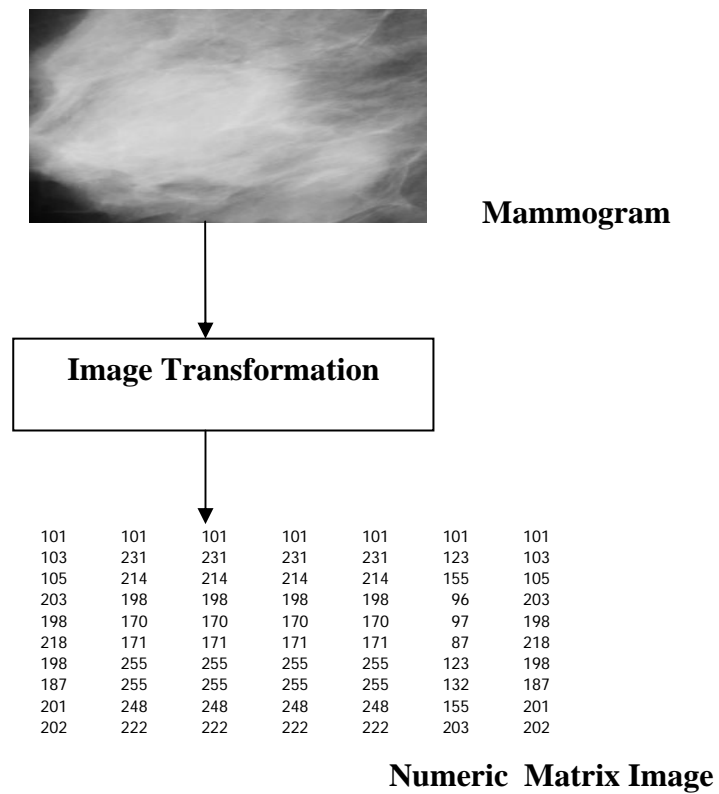 Mammogram
Image Transformation
101 101 101 101 101 101 101
103 231 231 231 231 123 103
105 214 214 214 214 155 105
203 198 198 198 198 96 203
198 170 170 170 170 97 198
218 171 171 171 171 87 218
198 255 255 255 255 123 198
187 255 255 255 255 132 187
201 248 248 248 248 155 201
202 222 222 222 222 203 202
Numeric Matrix Image